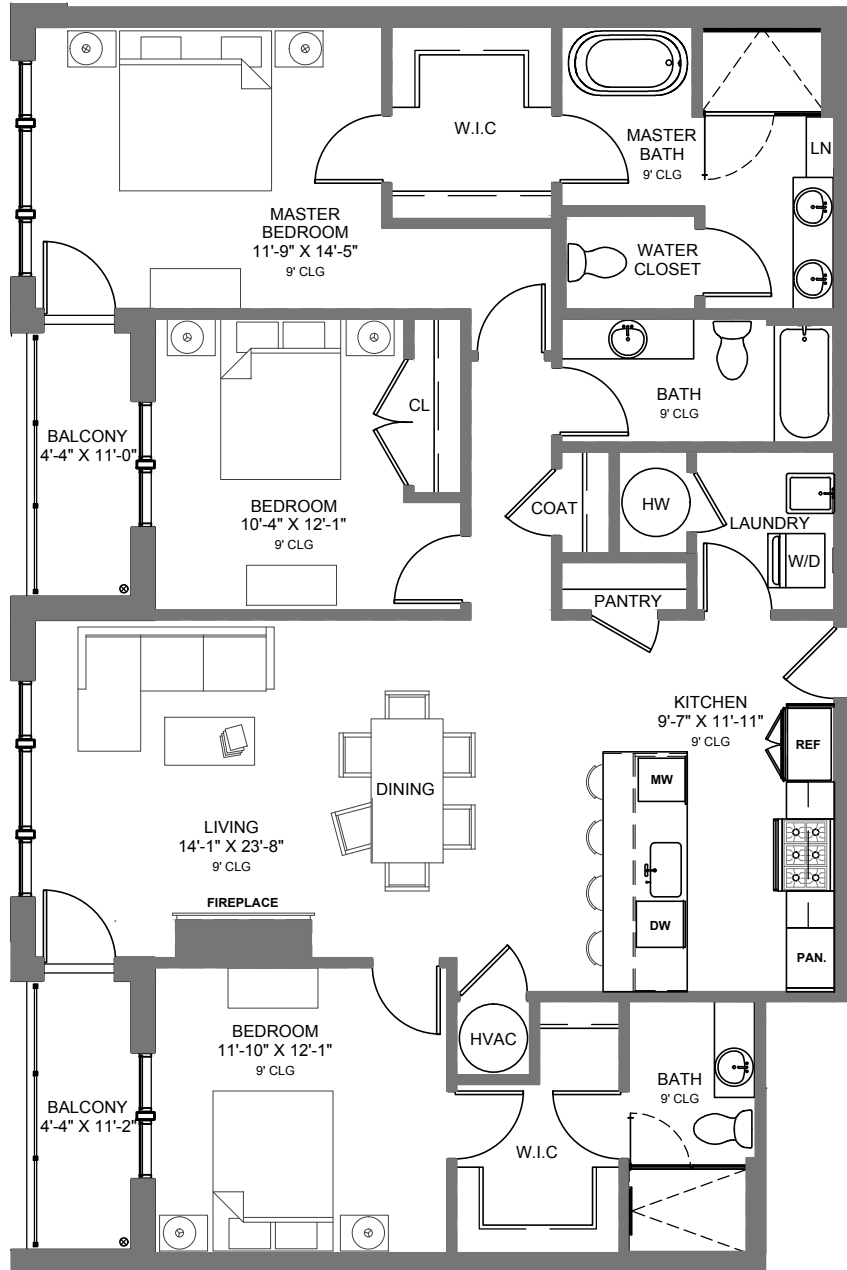 W.I.C
MASTER
BATH
9' CLG
LN
MASTER
BEDROOM
11'-9" X 14'-5"
9' CLG
WATER
CLOSET
BALCONY
4'-4" X 11'-0"
CL
BATH
9' CLG
BEDROOM
10'-4" X 12'-1"
9' CLG
COAT
HW
LAUNDRY
W/D
PANTRY
KITCHEN
9'-7" X 11'-11"
9' CLG
REF
MW
DINING
LIVING
14'-1" X 23'-8"
9' CLG
FIREPLACE
DW
PAN.
BEDROOM
11'-10" X 12'-1"
9' CLG
HVAC
BATH
9' CLG
BALCONY
4'-4" X 11'-2"
W.I.C